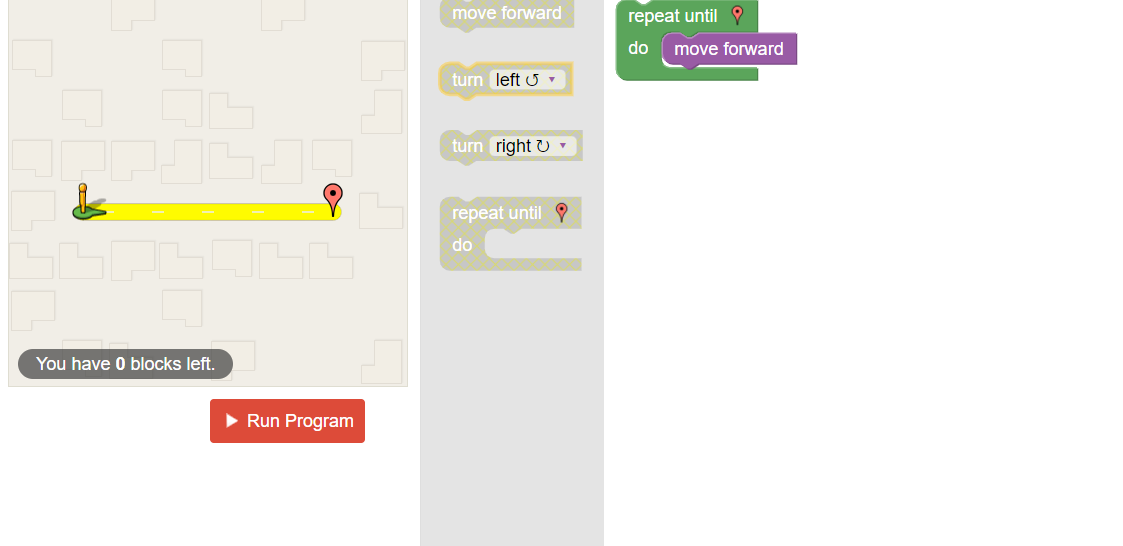 move forward
turn left ↺ ▾
turn right ↻ ▾
repeat until
do
repeat until
do move forward
You have 0 blocks left.
Run Program